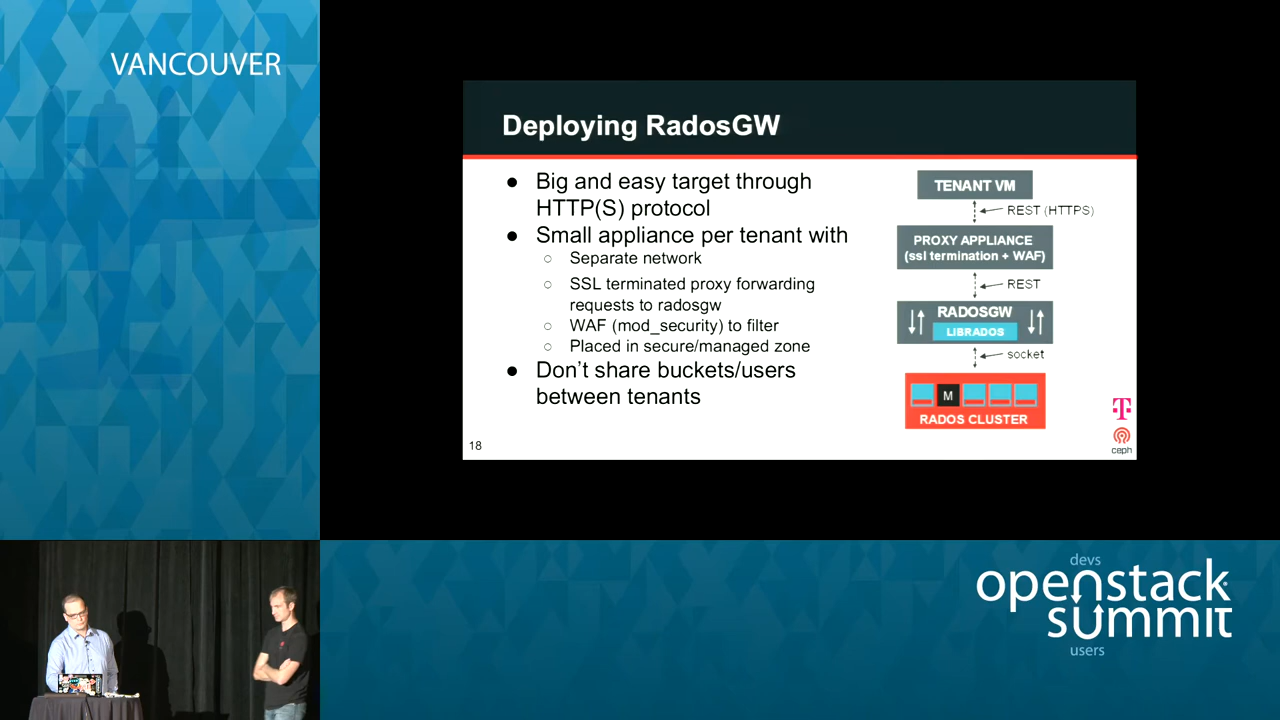 VANCOUVER
Deploying RadosGW
● Big and easy target through
HTTP(S) protocol
● Small appliance per tenant with
○ Separate network
○ SSL terminated proxy forwarding
requests to radosgw
○ WAF (mod_security) to filter
○ Placed in secure/managed zone
● Don't share buckets/users
between tenants
18
TENANT VM
REST (HTTPS)
PROXY APPLIANCE
(ssl termination + WAF)
REST
RADOSGW
LIBRADOS
socket
M
RADOS CLUSTER
T
ceph
devs
openstack
summit
users